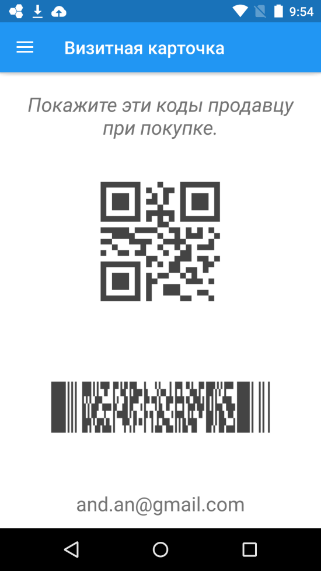 9:54
Визитная карточка
Покажите эти коды продавцу
при покупке.
and.an@gmail.com